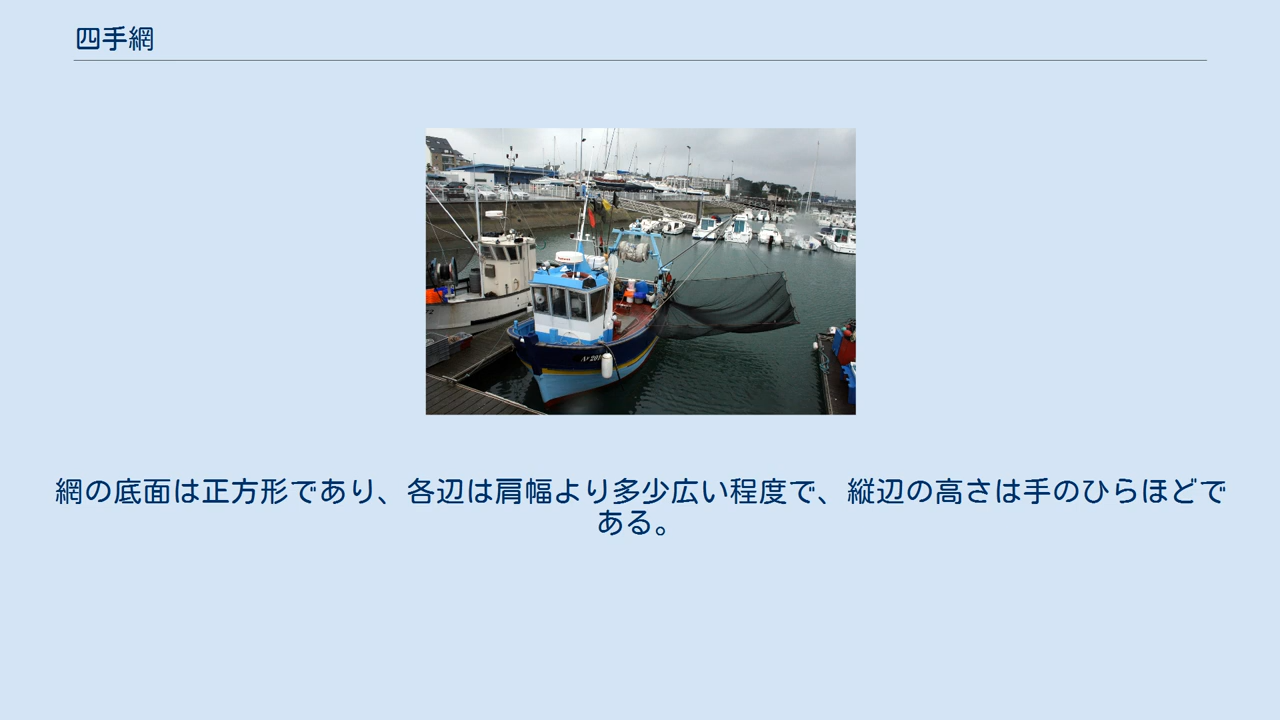 四手網
網の底面は正方形であり、各辺は肩幅より多少広い程度で、縦辺の高さは手のひらほどで
ある。